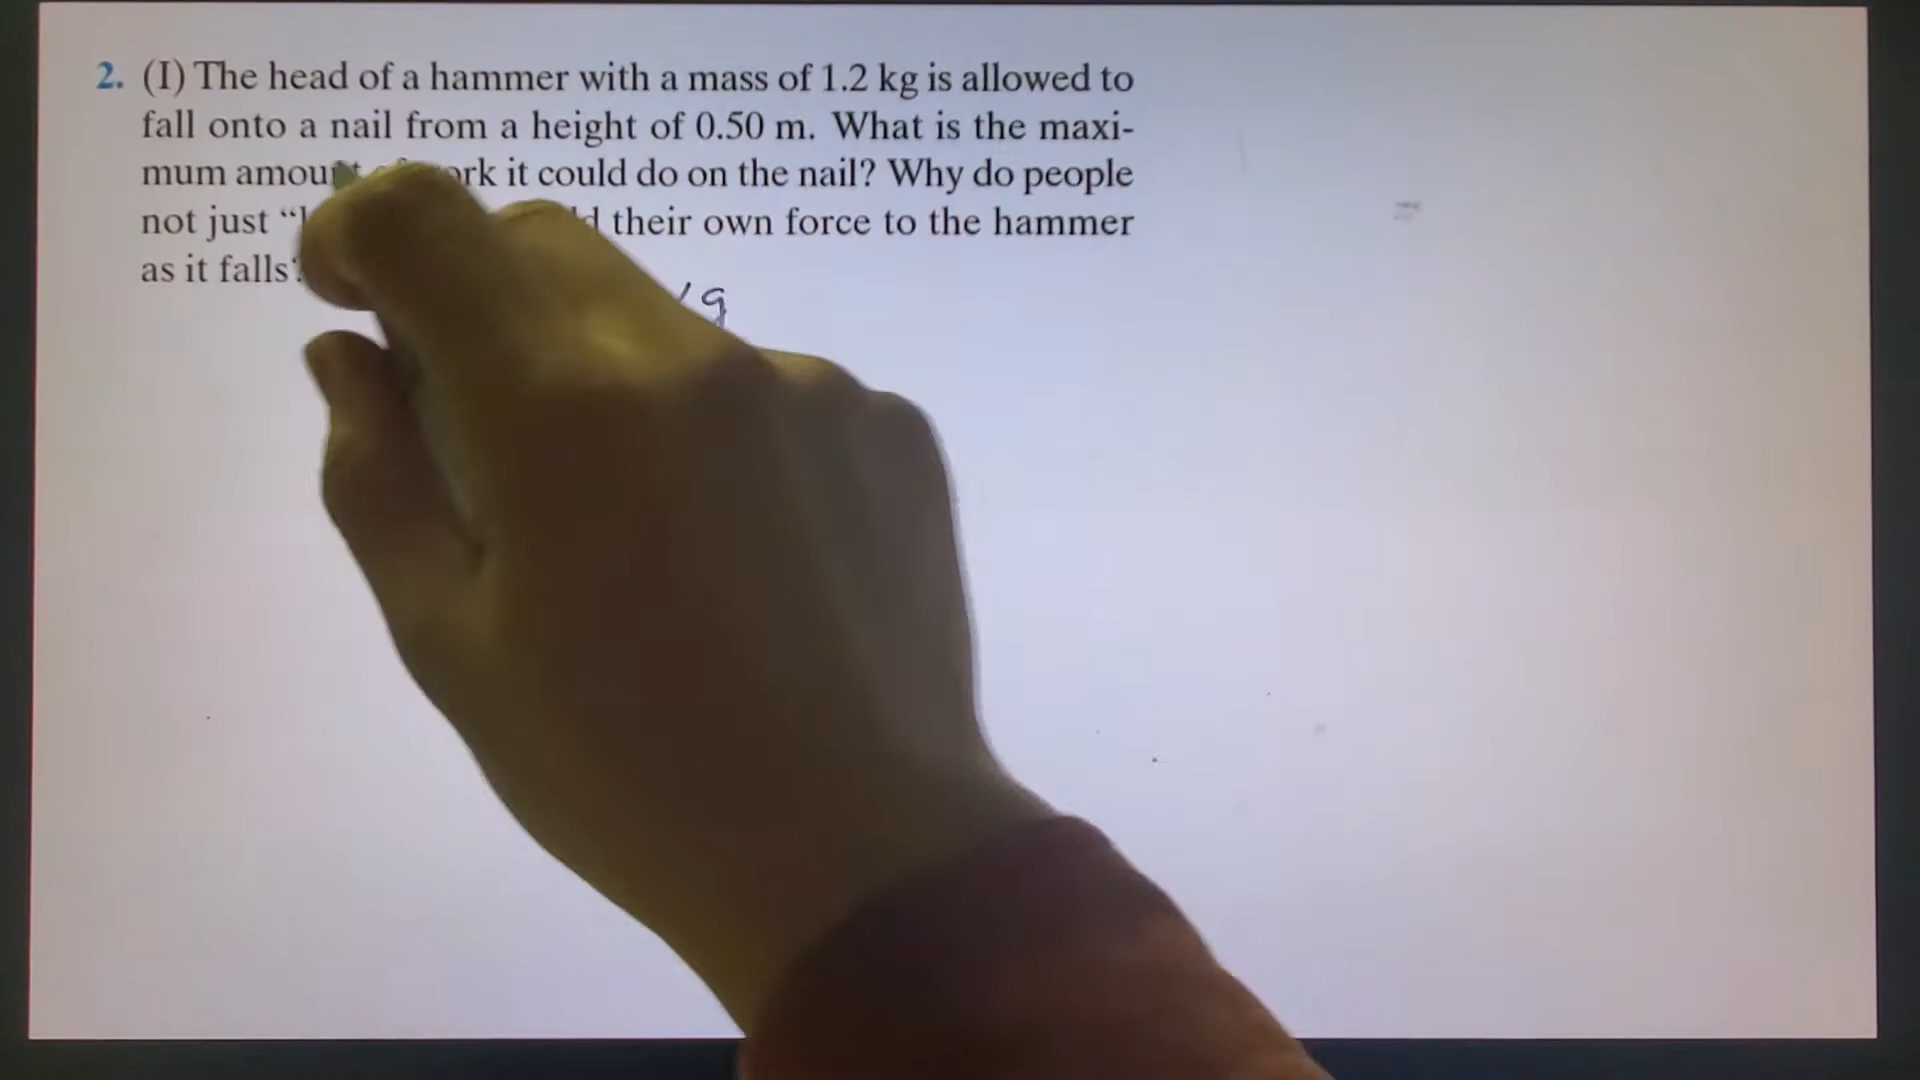 2. (I) The head of a hammer with a mass of 1.2 kg is allowed to
fall onto a nail from a height of 0.50 m. What is the maxi-
mum it could do on the nail? Why do people
not just their own force to the hammer
as it falls?
g